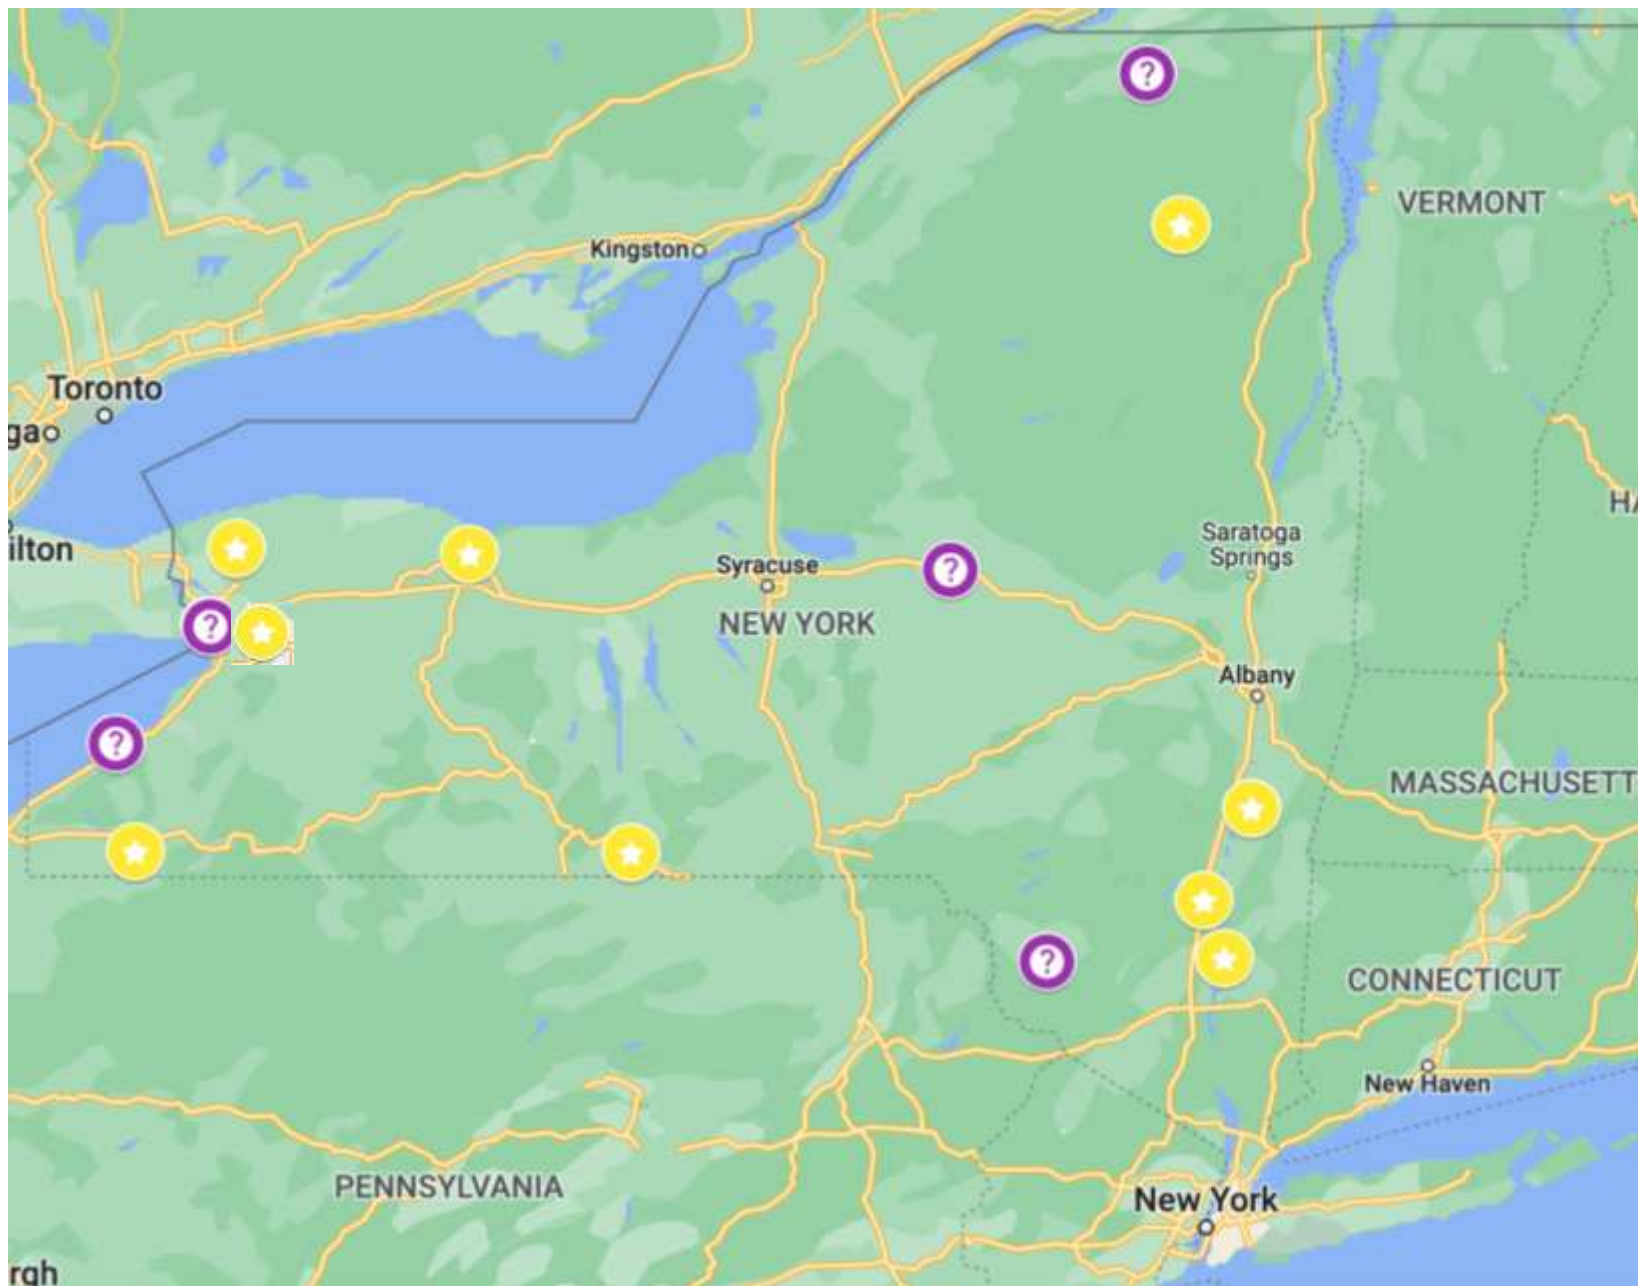 VERMONT
Kingston
Toronto
ga
HA
Saratoga
Springs
ilton
Syracuse
NEW YORK
Albany
MASSACHUSETT
CONNECTICUT
New Haven
PENNSYLVANIA
New York
rgh